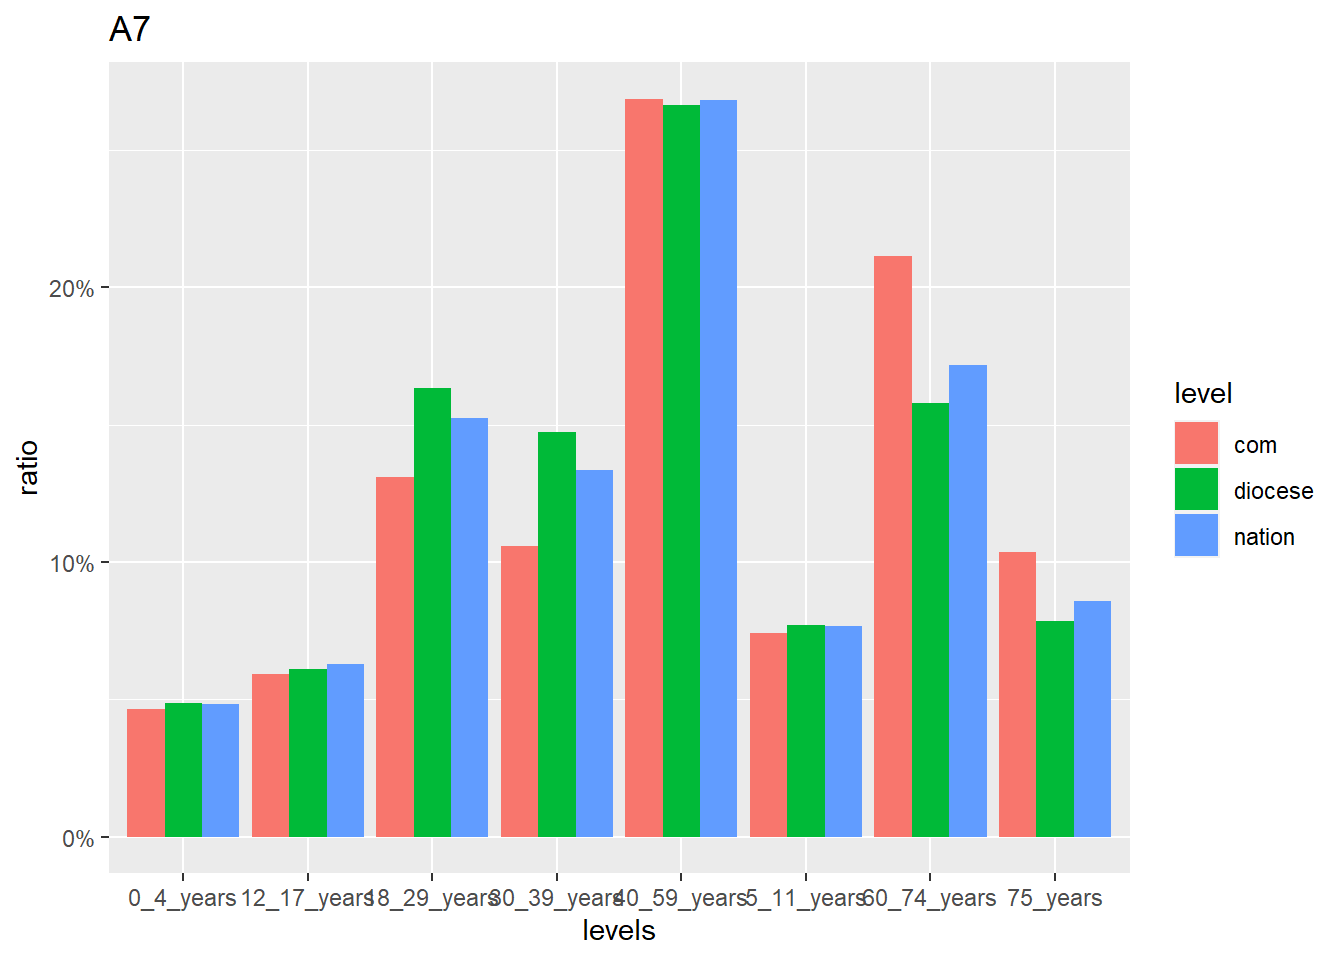 A7
ratio
20%
10%
0%
0_4_years 12_17_years 18_29_years 30_39_years 40_59_years 5_11_years 60_74_years 75_years
levels
level
com
diocese
nation